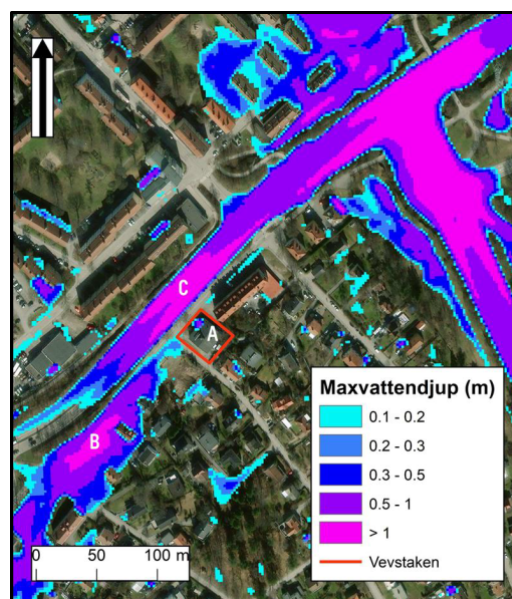 C
A
B
Maxvattendjup (m)
0.1 - 0.2
0.2 - 0.3
0.3 - 0.5
0.5 - 1
> 1
Vevstaken
0 50 100 m